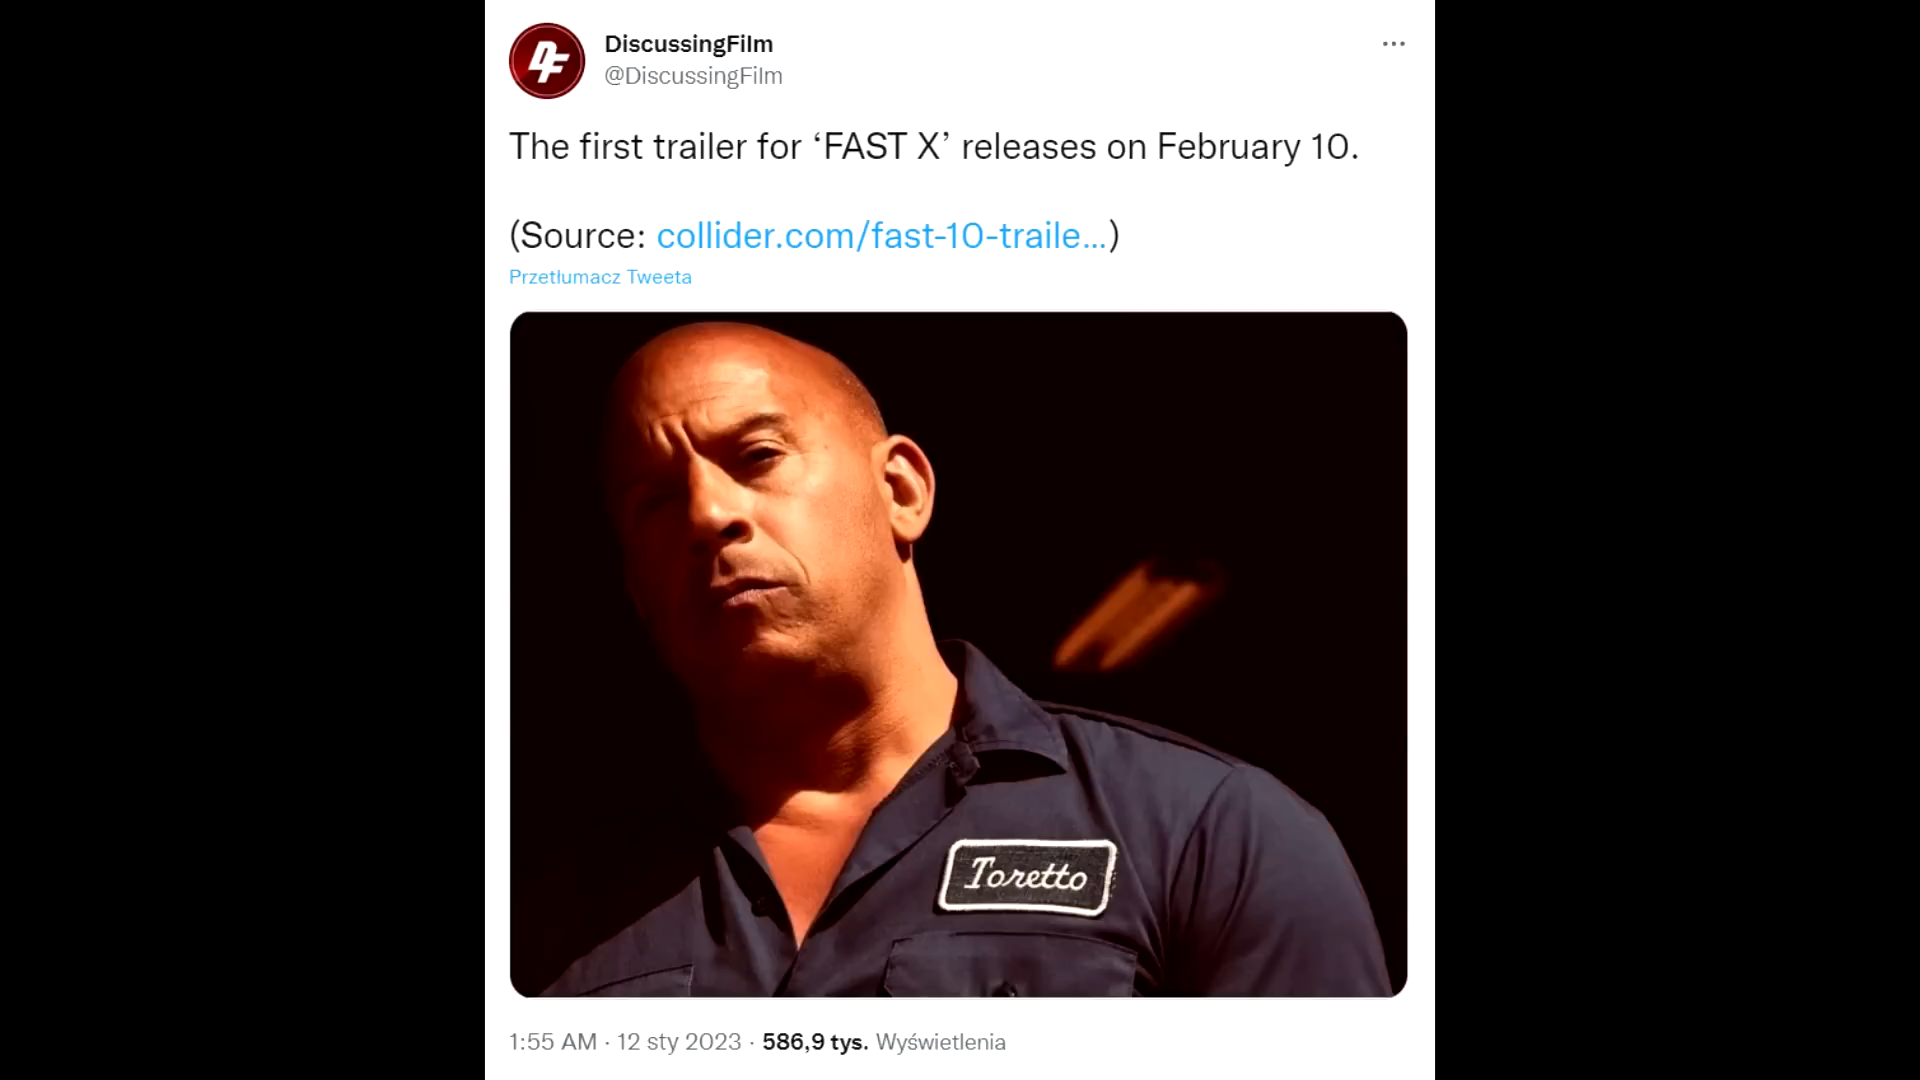 DF
DiscussingFilm
@DiscussingFilm
The first trailer for ‘FAST X’ releases on February 10.
(Source: collider.com/fast-10-traile...)
Przetłumacz Tweeta
Toretto
1:55 AM · 12 sty 2023 · 586,9 tys. Wyświetlenia